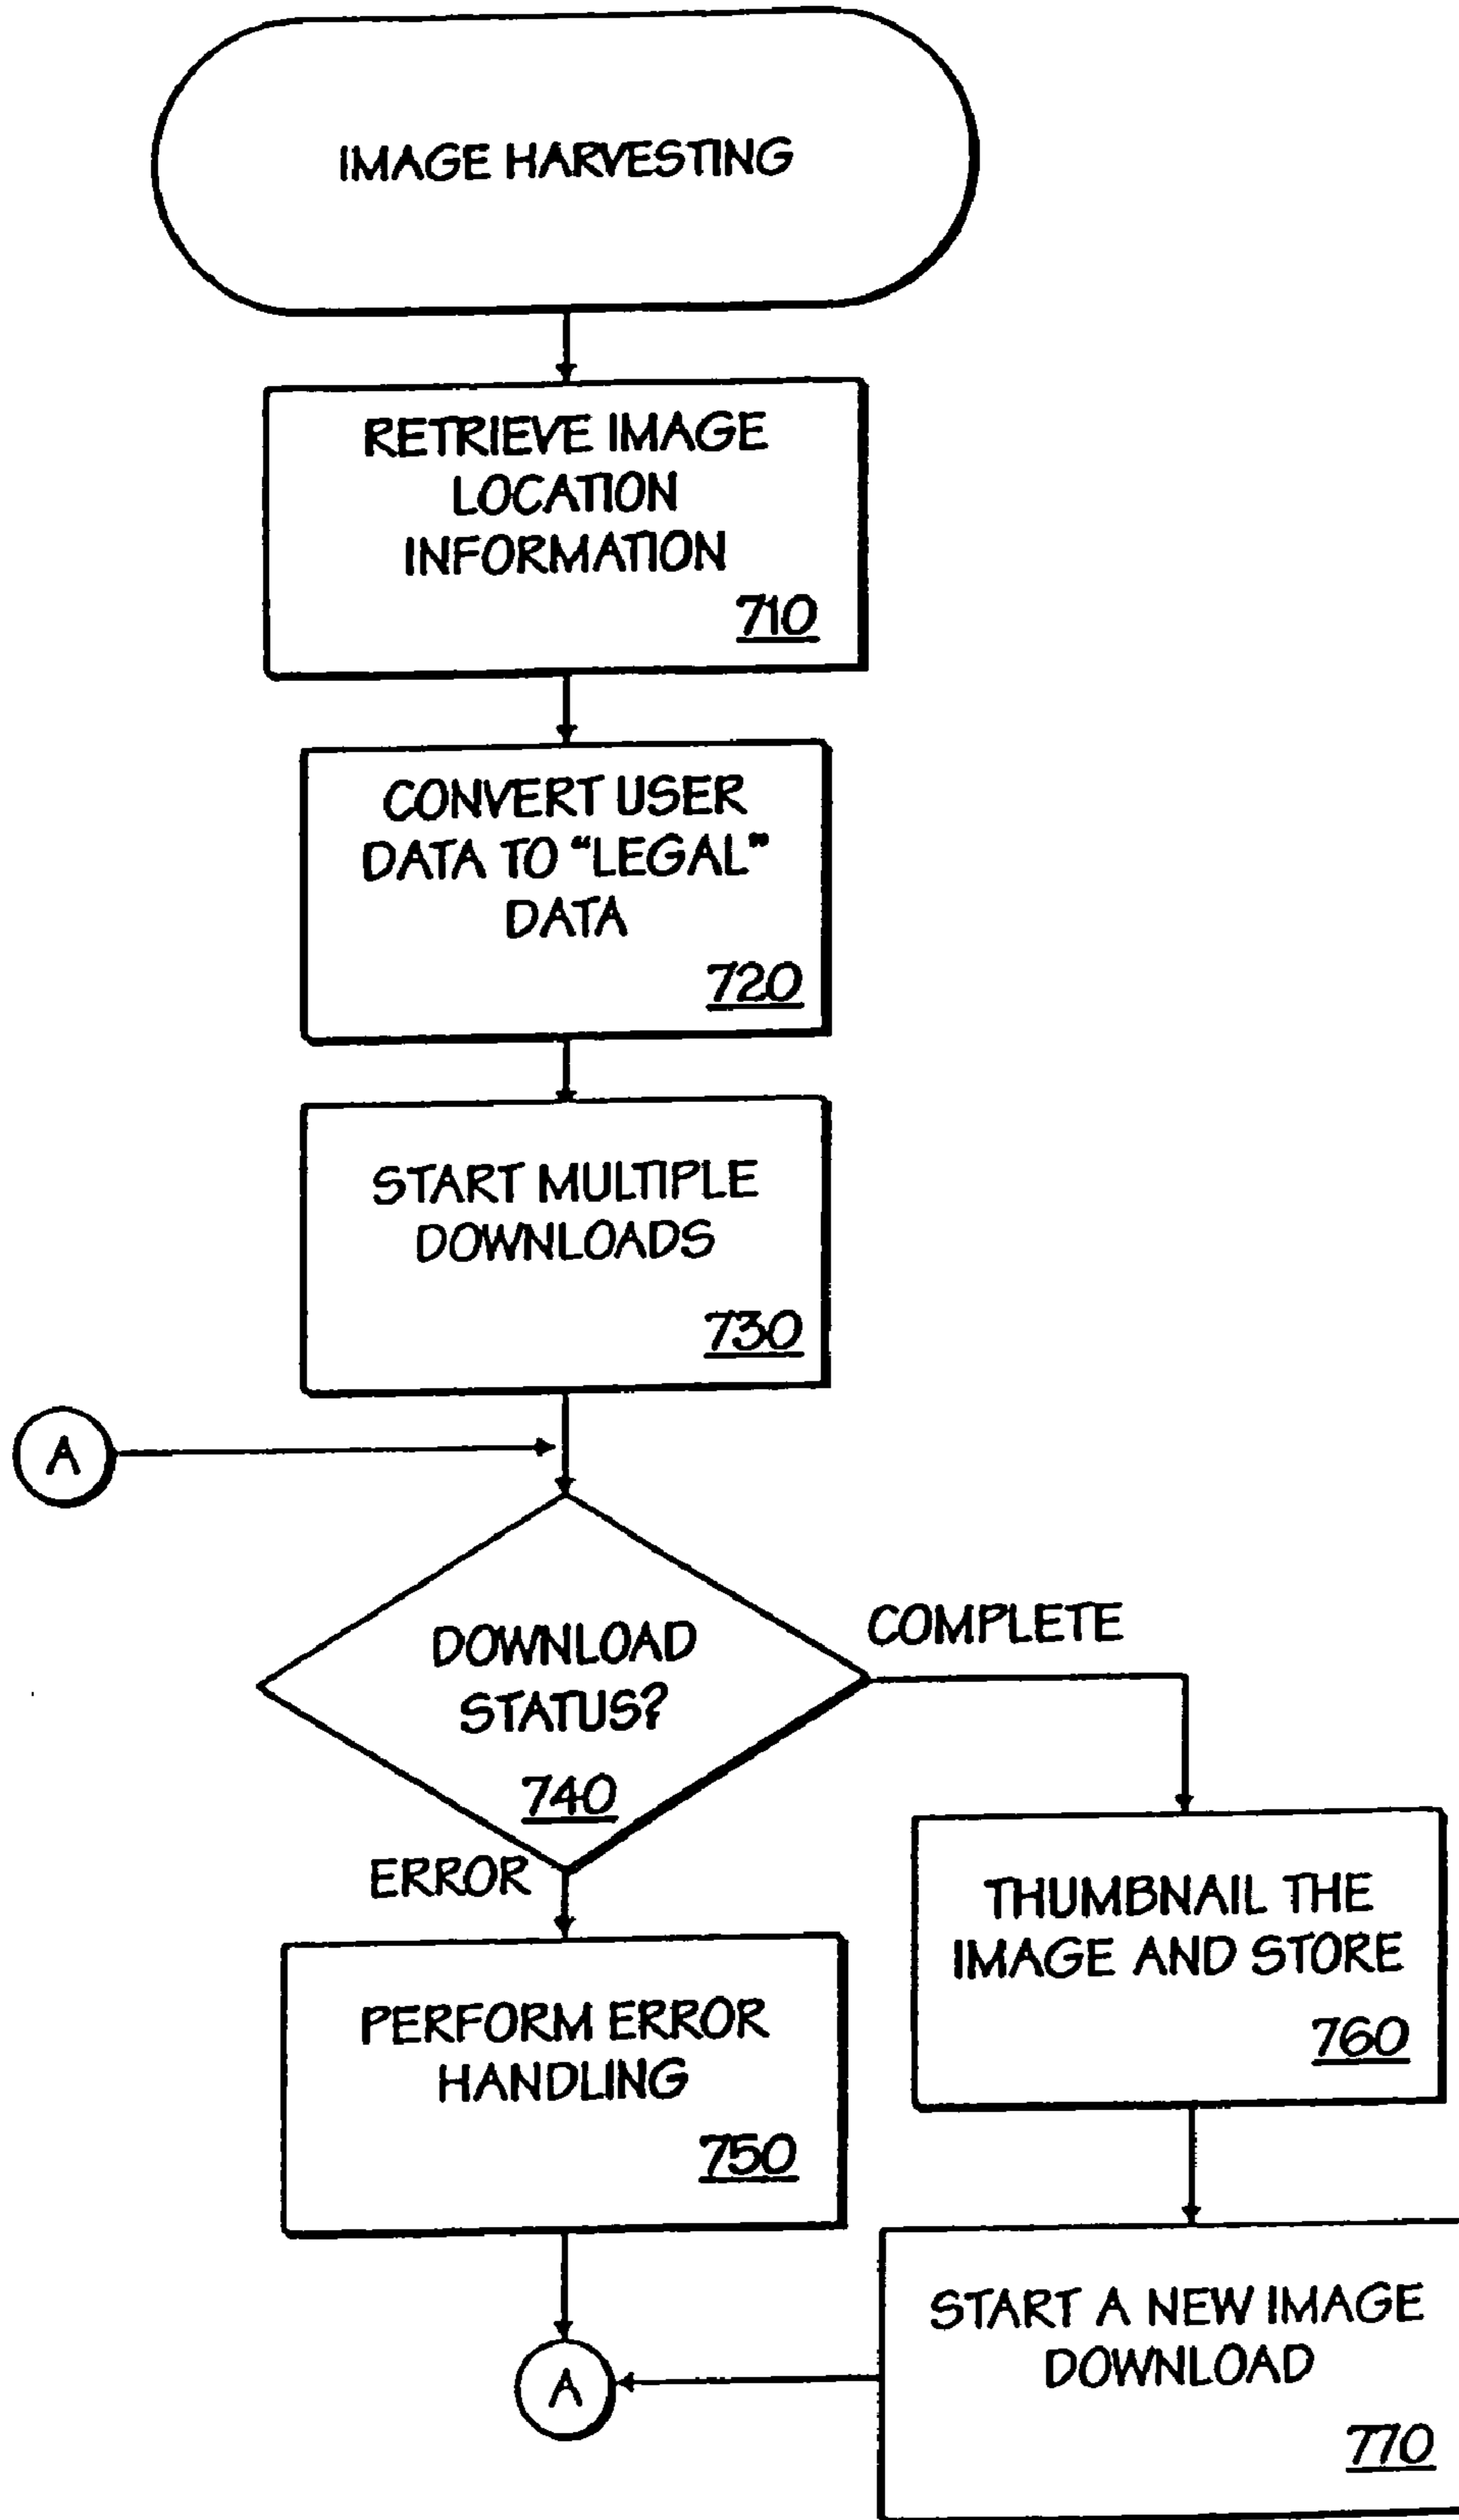 IMAGE HARVESTING
RETRIEVE IMAGE
LOCATION
INFORMATION
710
CONVERT USER
DATA TO “LEGAL”
DATA
720
START MULTIPLE
DOWNLOADS
730
A
DOWNLOAD
STATUS?
740
COMPLETE
ERROR
THUMBNAIL THE
IMAGE AND STORE
760
PERFORM ERROR
HANDLING
750
START A NEW IMAGE
DOWNLOAD
770
A